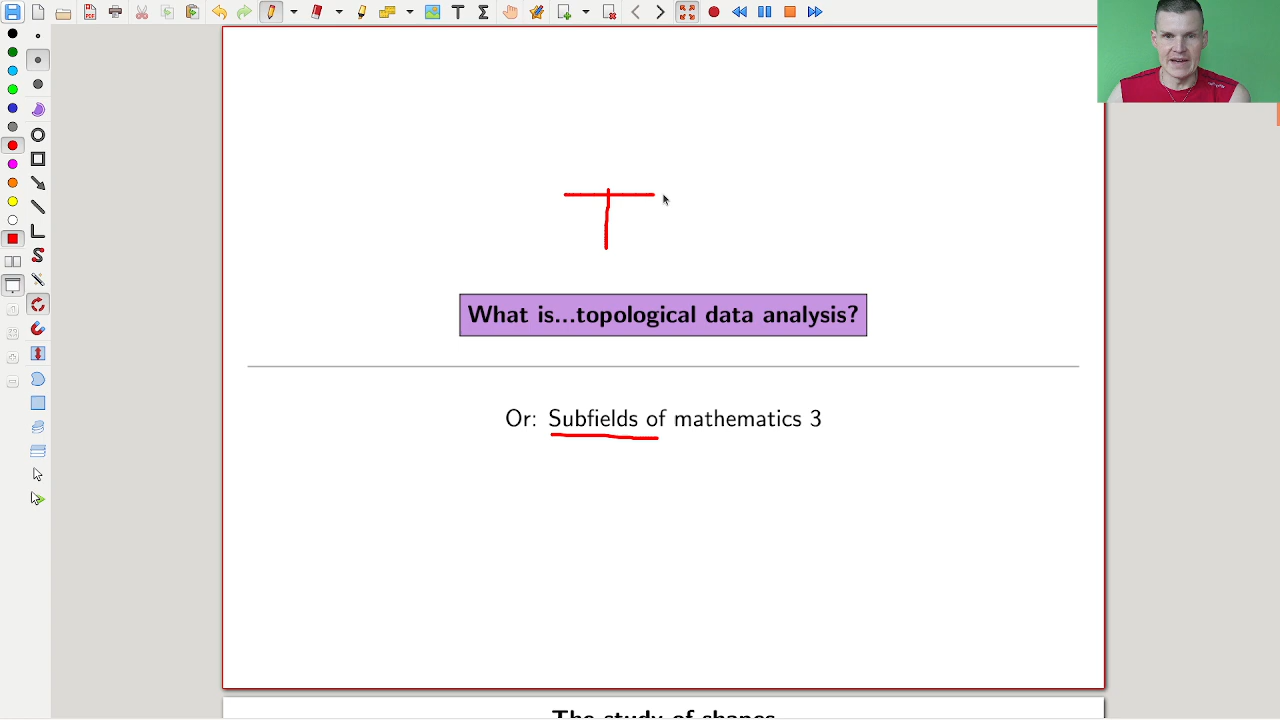 T
What is...topological data analysis?
Or: Subfields of mathematics 3
The study of shapes